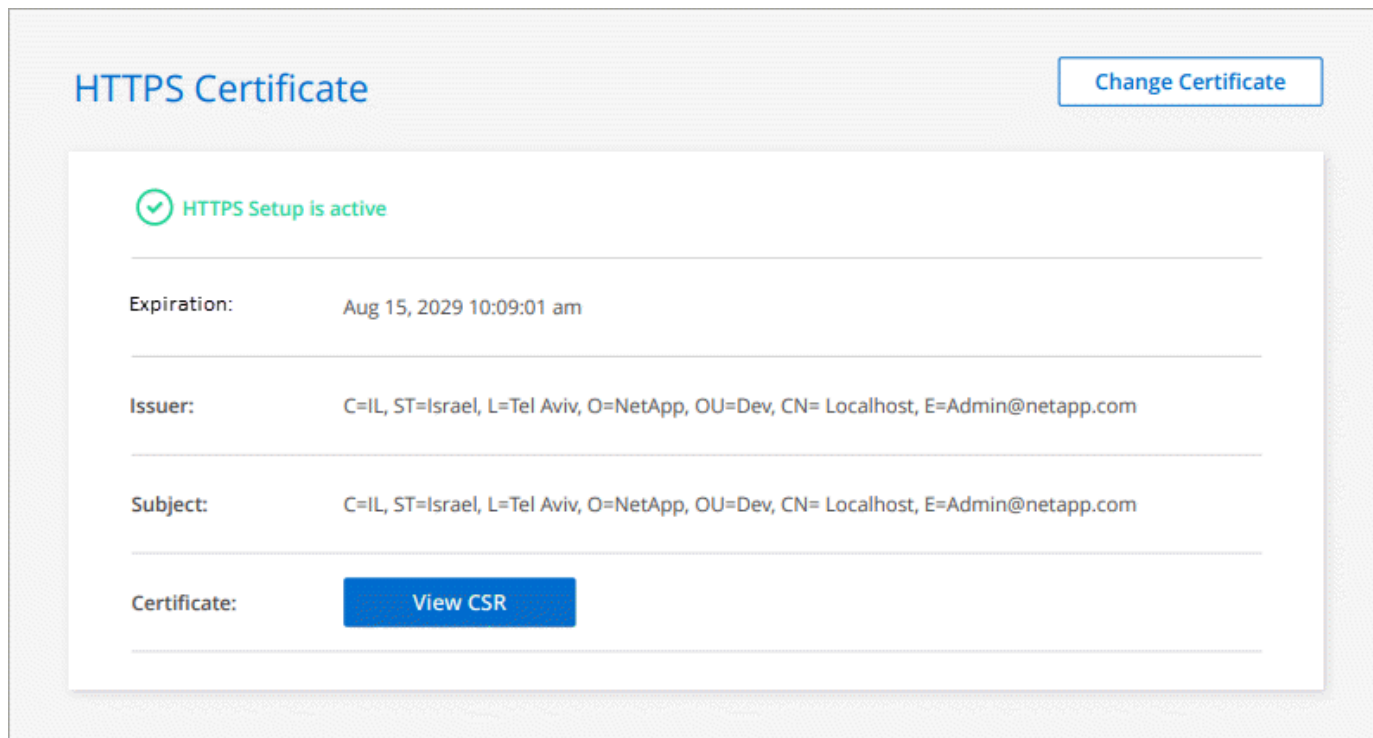 HTTPS Certificate
Change Certificate
HTTPS Setup is active
Expiration: Aug 15, 2029 10:09:01 am
Issuer: C=IL, ST=Israel, L=Tel Aviv, O=NetApp, OU=Dev, CN= Localhost, E=Admin@netapp.com
Subject: C=IL, ST=Israel, L=Tel Aviv, O=NetApp, OU=Dev, CN= Localhost, E=Admin@netapp.com
Certificate: View CSR